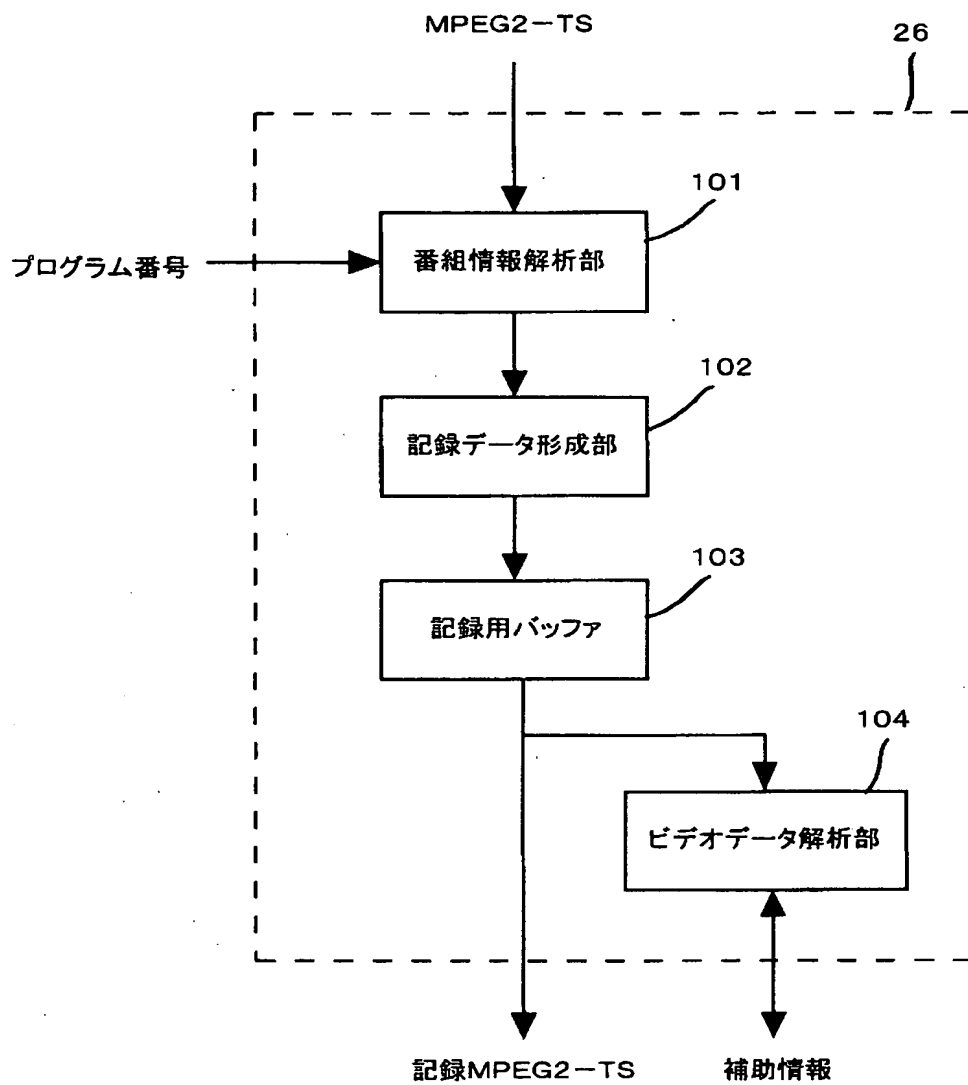 MPEG2-TS
26
101
プログラム番号
番組情報解析部
102
記録データ形成部
103
記録用バッファ
104
ビデオデータ解析部
記録MPEG2-TS
補助情報